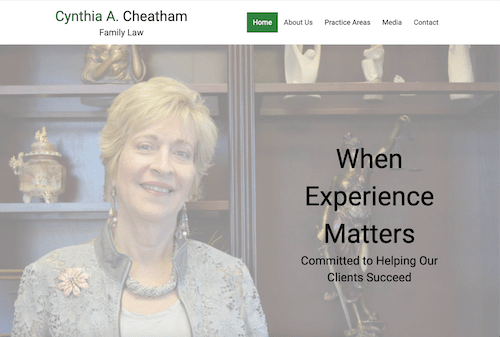 Cynthia A. Cheatham
Family Law
Home About Us Practice Areas Media Contact
When
Experience
Matters
Committed to Helping Our
Clients Succeed